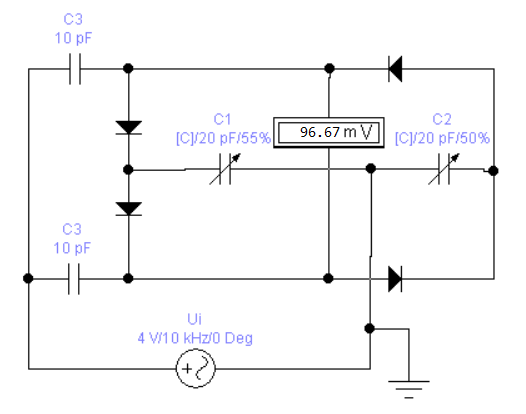 C3
10 pF
C1
[C]/20 pF/55%
96.67 m V
C2
[C]/20 pF/50%
C3
10 pF
Ui
4 V/10 kHz/0 Deg
+